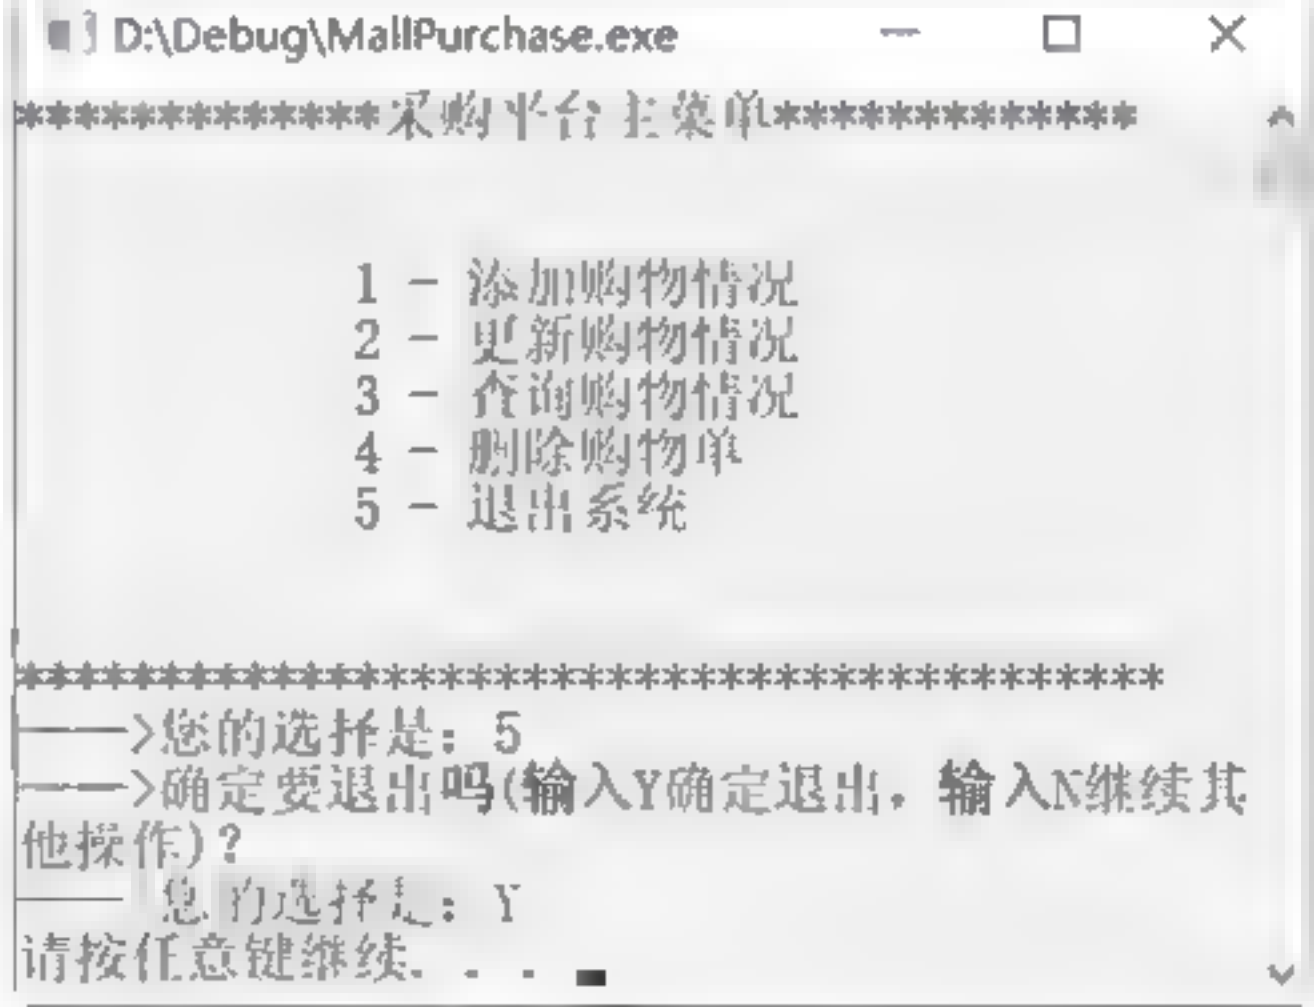 D:\Debug\MallPurchase.exe
*************采购平台主菜单*************
1 - 添加购物情况
2 - 更新购物情况
3 - 查询购物情况
4 - 删除购物单
5 - 退出系统
*****************************************
——>您的选择是：5
——>确定要退出吗(输入Y确定退出，输入N继续其
他操作)?
—— 您的选择是：Y
请按任意键继续. . .